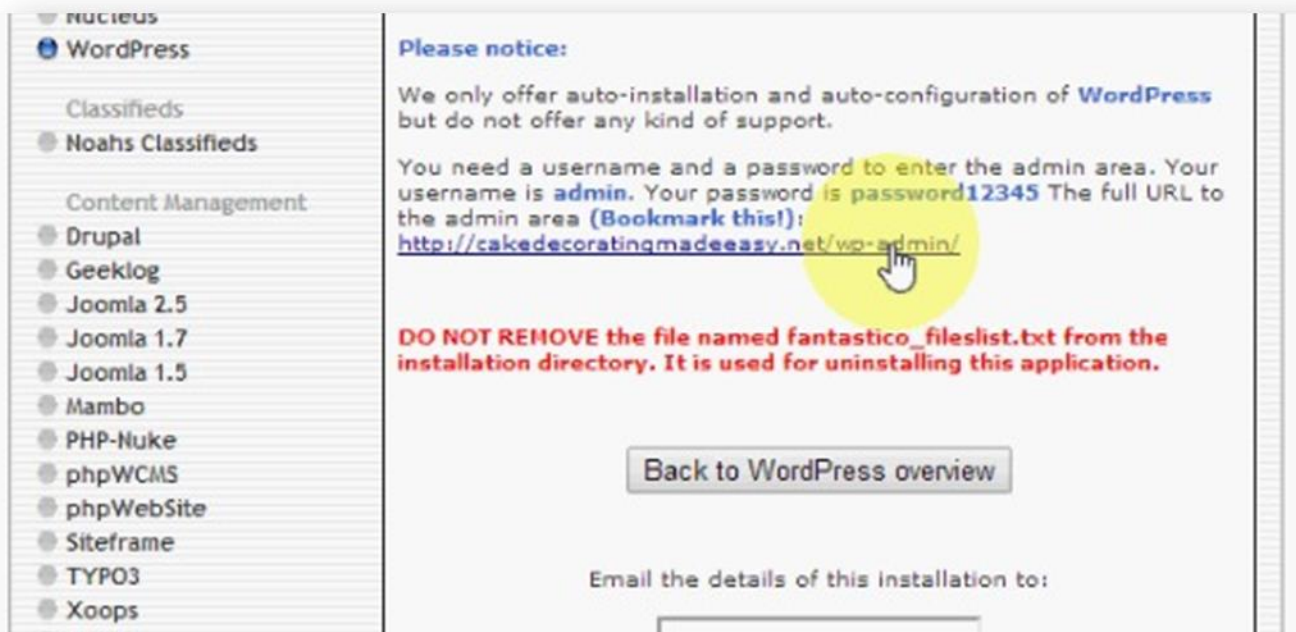 Nucleus
WordPress
Classifieds
Noahs Classifieds
Content Management
Drupal
Geeklog
Joomla 2.5
Joomla 1.7
Joomla 1.5
Mambo
PHP-Nuke
phpWCMS
phpWebSite
Siteframe
TYPO3
Xoops
Please notice:
We only offer auto-installation and auto-configuration of WordPress
but do not offer any kind of support.
You need a username and a password to enter the admin area. Your
username is admin. Your password is password12345 The full URL to
the admin area (Bookmark this!):
http://cakedecoratingmadeeasy.net/wp-admin/
DO NOT REMOVE the file named fantastico_fileslist.txt from the
installation directory. It is used for uninstalling this application.
Back to WordPress overview
Email the details of this installation to: